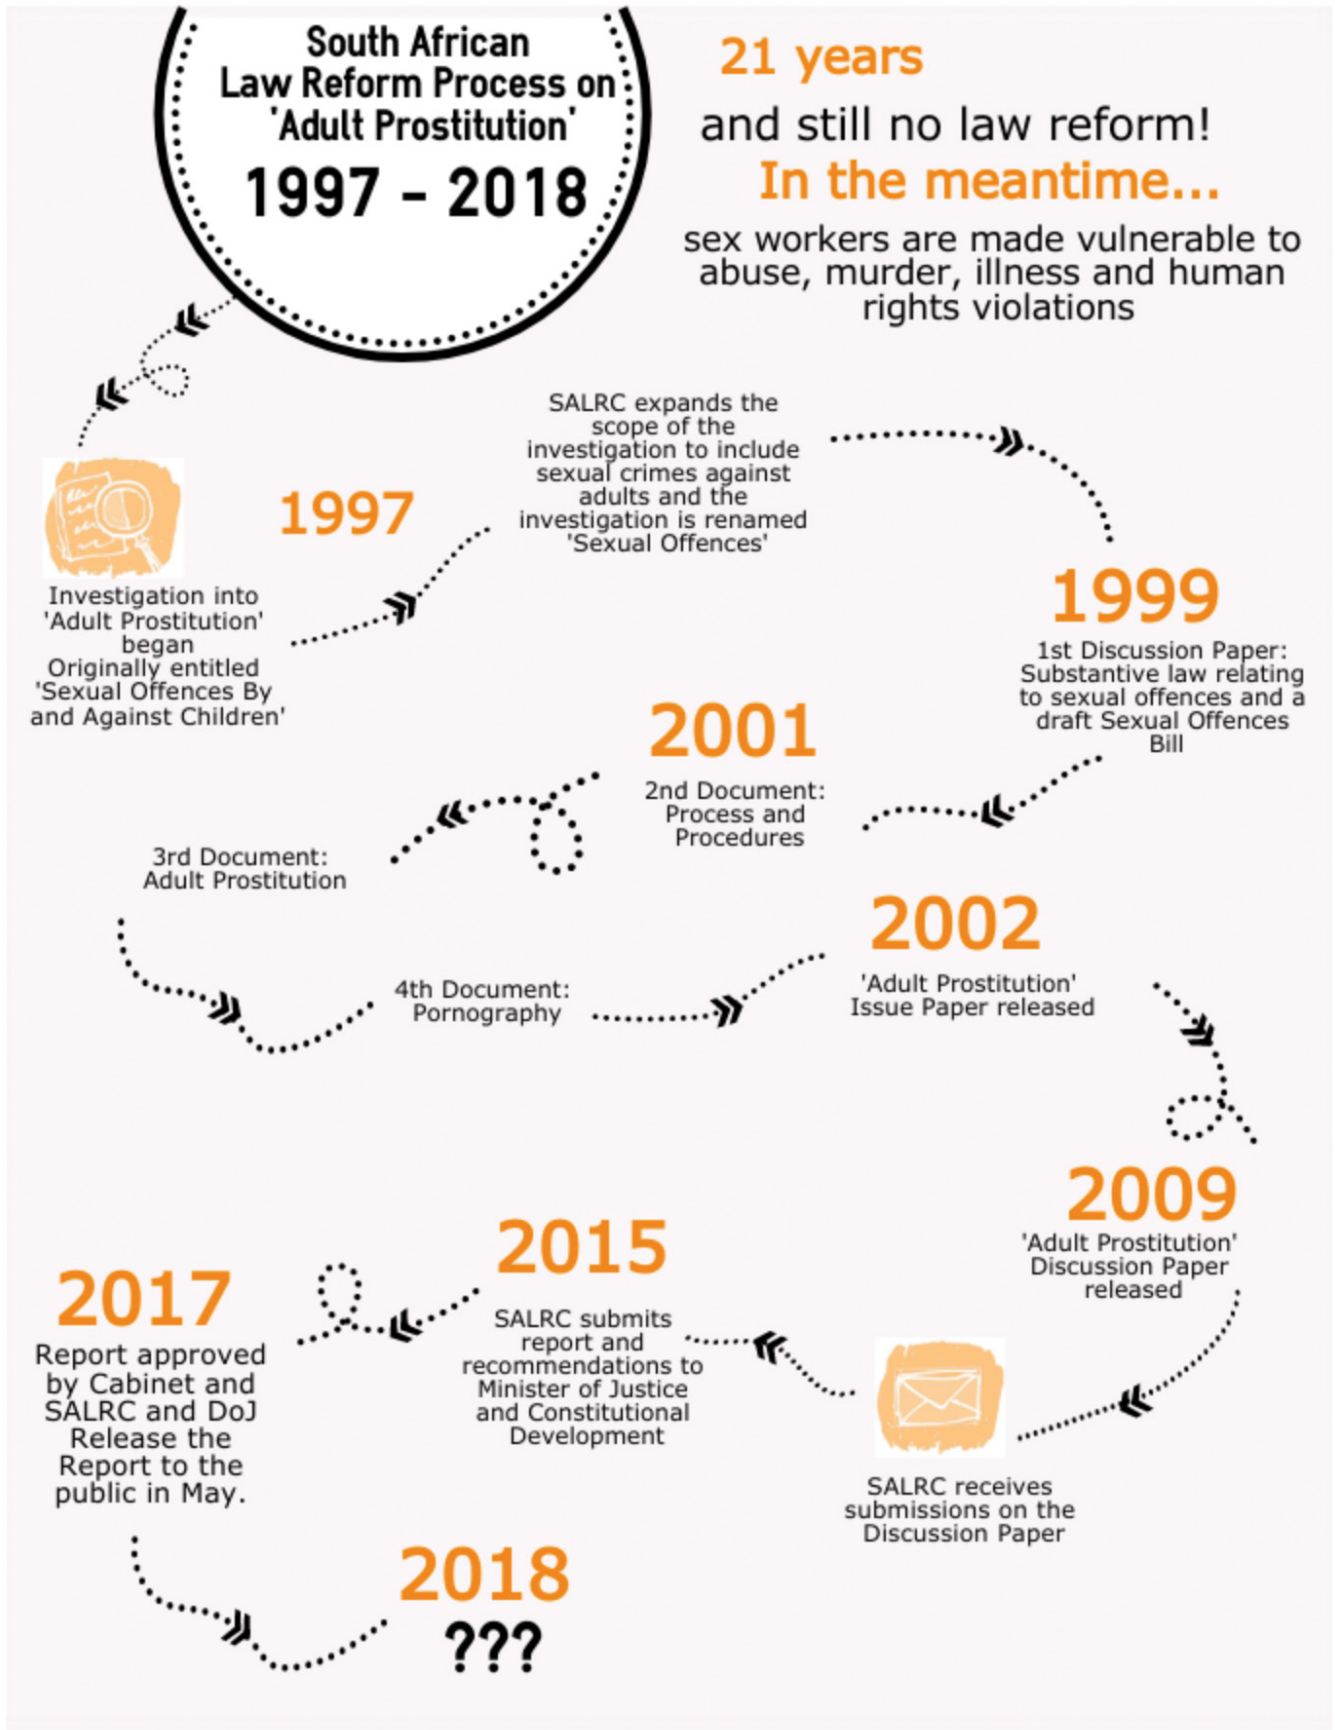 South African
Law Reform Process on
'Adult Prostitution'
1997 - 2018
21 years
and still no law reform!
In the meantime...
sex workers are made vulnerable to
abuse, murder, illness and human
rights violations
1997
Investigation into
'Adult Prostitution'
began
Originally entitled
'Sexual Offences By
and Against Children'
SALRC expands the
scope of the
investigation to include
sexual crimes against
adults and the
investigation is renamed
'Sexual Offences'
1999
1st Discussion Paper:
Substantive law relating
to sexual offences and a
draft Sexual Offences
Bill
2001
2nd Document:
Process and
Procedures
3rd Document:
Adult Prostitution
4th Document:
Pornography
2002
'Adult Prostitution'
Issue Paper released
2009
'Adult Prostitution'
Discussion Paper
released
SALRC receives
submissions on the
Discussion Paper
2015
SALRC submits
report and
recommendations to
Minister of Justice
and Constitutional
Development
2017
Report approved
by Cabinet and
SALRC and DoJ
Release the
Report to the
public in May.
2018
???